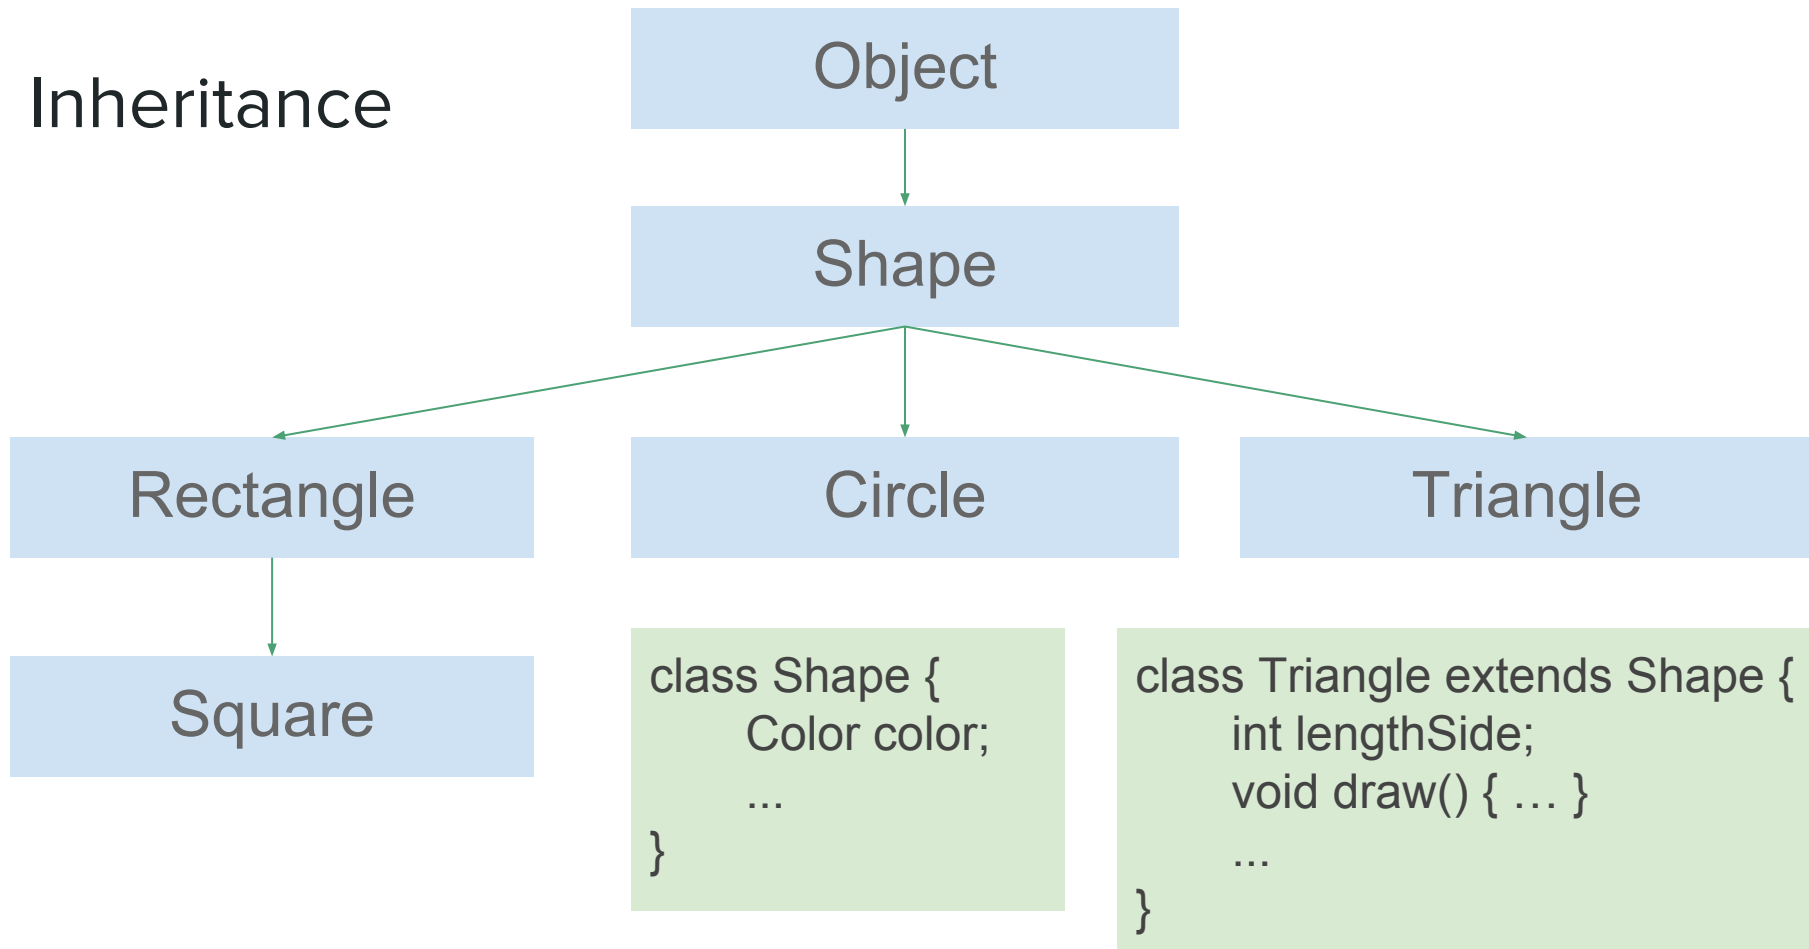 Inheritance
Object
Shape
Rectangle
Circle
Triangle
Square
class Shape {
Color color;
...
}
class Triangle extends Shape {
int lengthSide;
void draw() { … }
...
}